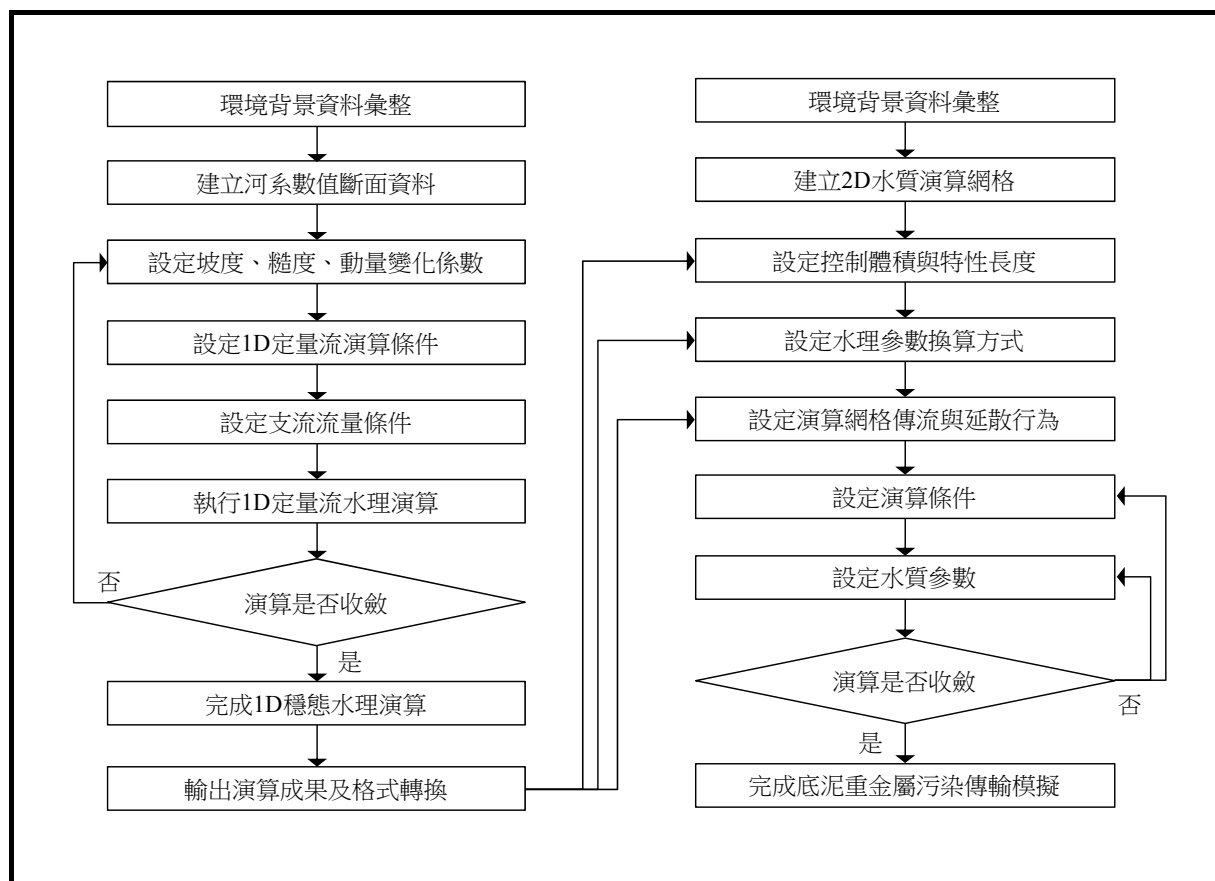 環境背景資料彙整
建立河系數值斷面資料
設定坡度、糙度、動量變化係數
設定1D定量流演算條件
設定支流流量條件
執行1D定量流水理演算
否
演算是否收斂
是
完成1D穩態水理演算
輸出演算成果及格式轉換
環境背景資料彙整
建立2D水質演算網格
設定控制體積與特性長度
設定水理參數換算方式
設定演算網格傳流與延散行為
設定演算條件
設定水質參數
演算是否收斂
否
是
完成底泥重金屬污染傳輸模擬